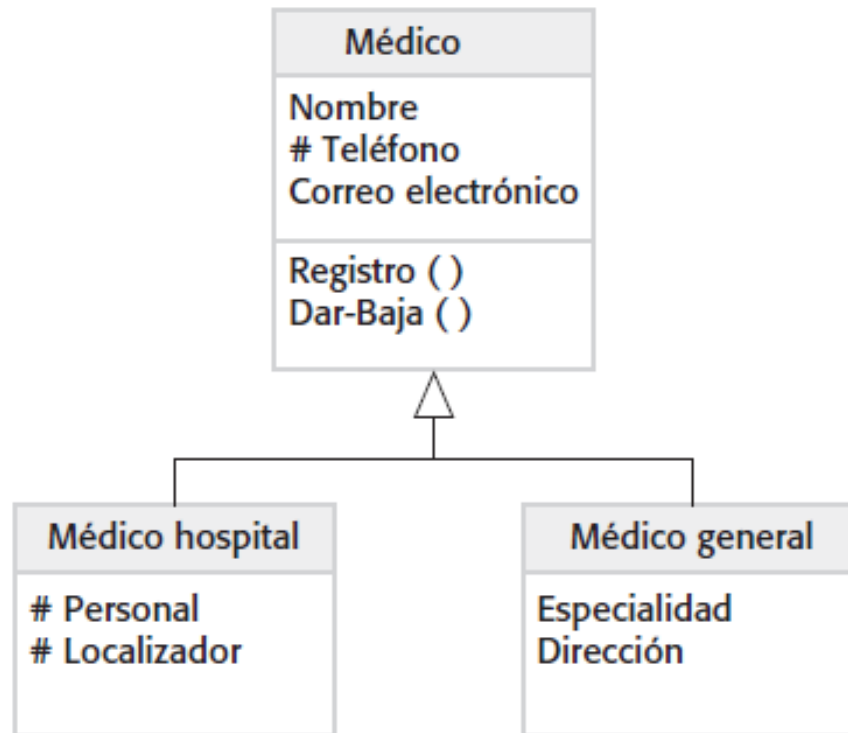 Médico
Nombre
# Teléfono
Correo electrónico
Registro ( )
Dar-Baja ( )
Médico hospital
# Personal
# Localizador
Médico general
Especialidad
Dirección